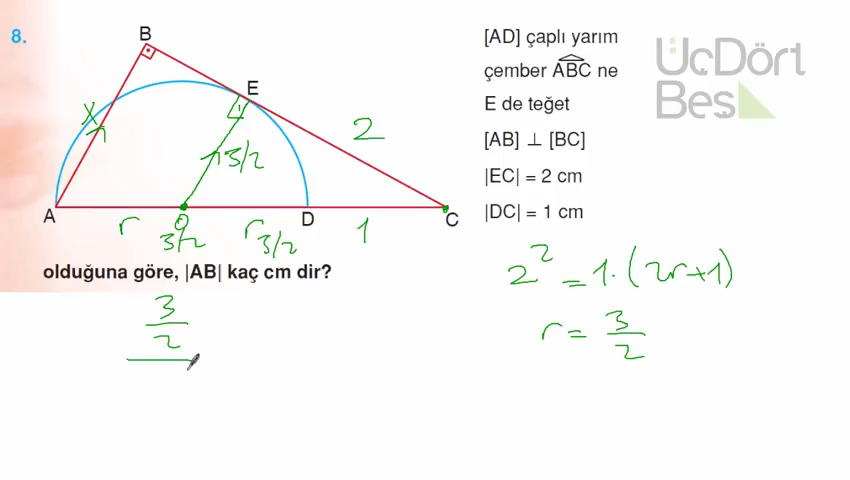 8.
B
E
A
D
C
X
2
3/2
r
O
r
1
3/2
3/2
[AD] çaplı yarım
çember ABC ne
E de teğet
[AB] ⊥ [BC]
|EC| = 2 cm
|DC| = 1 cm
ÜçDört
Beş
olduğuna göre, |AB| kaç cm dir?
2² = 1·(2r+1)
r = 3/2
3/2